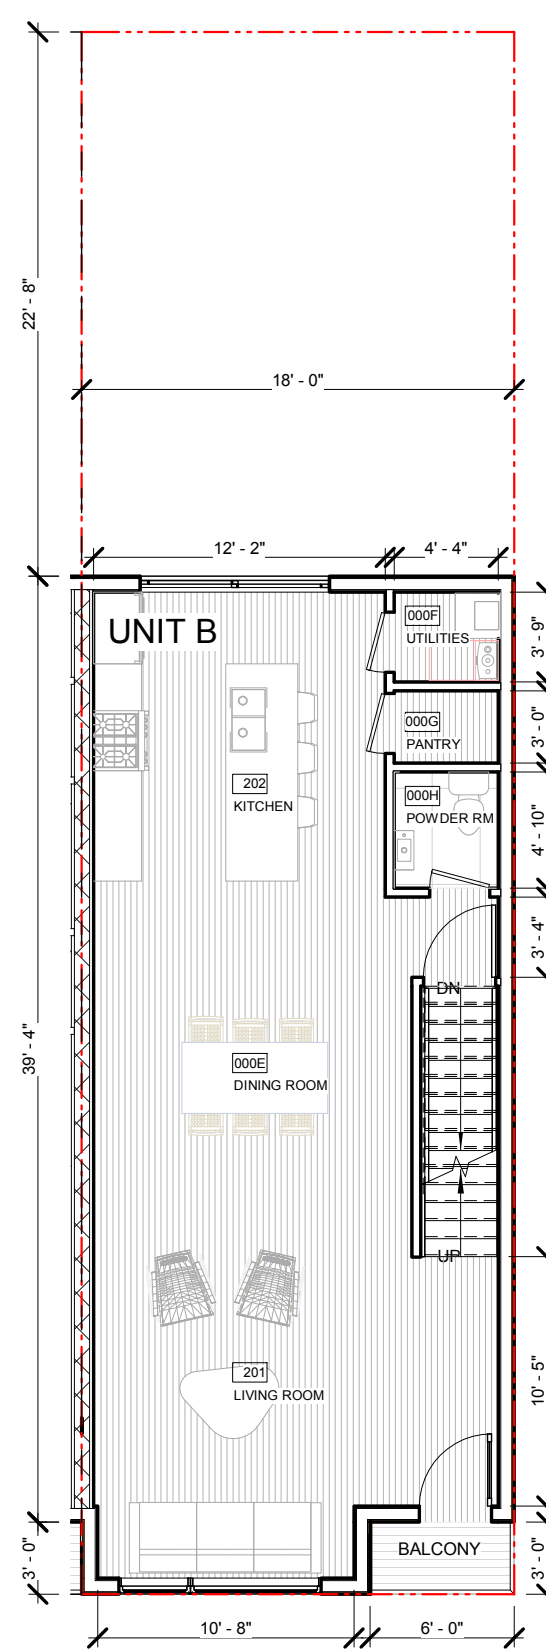 22' - 8"
18' - 0"
12' - 2"
4' - 4"
UNIT B
000F
UTILITIES
3' - 9"
000G
PANTRY
3' - 0"
202
KITCHEN
000H
POWDER RM
4' - 10"
3' - 4"
DN
39' - 4"
000E
DINING ROOM
UP
201
LIVING ROOM
10' - 5"
BALCONY
3' - 0"
3' - 0"
10' - 8"
6' - 0"